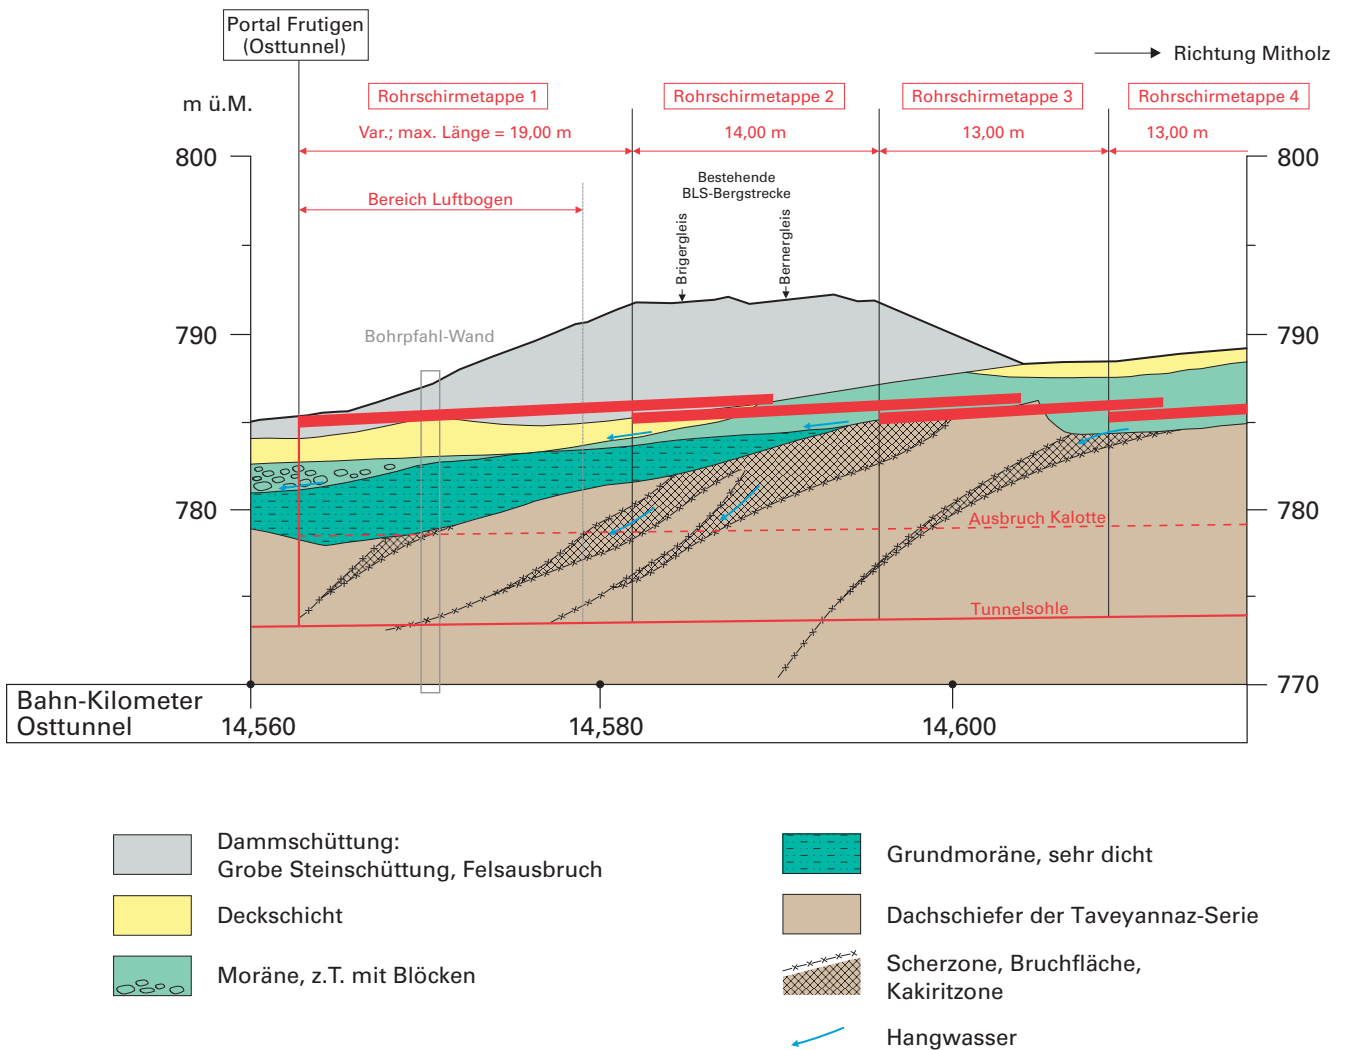 Portal Frutigen
(Osttunnel)
Richtung Mitholz
m ü.M.
Rohrschirmetappe 1
Rohrschirmetappe 2
Rohrschirmetappe 3
Rohrschirmetappe 4
Var.; max. Länge = 19,00 m
14,00 m
13,00 m
13,00 m
800
800
Bestehende
BLS-Bergstrecke
Bereich Luftbogen
Brigergleis
Bernergleis
790
Bohrpfahl-Wand
790
780
780
Ausbruch Kalotte
Tunnelsohle
770
Bahn-Kilometer
Osttunnel
14,560
14,580
14,600
Dammschüttung:
Grobe Steinschüttung, Felsausbruch
Deckschicht
Moräne, z.T. mit Blöcken
Grundmoräne, sehr dicht
Dachschiefer der Taveyannaz-Serie
Scherzone, Bruchfläche,
Kakiritzone
Hangwasser